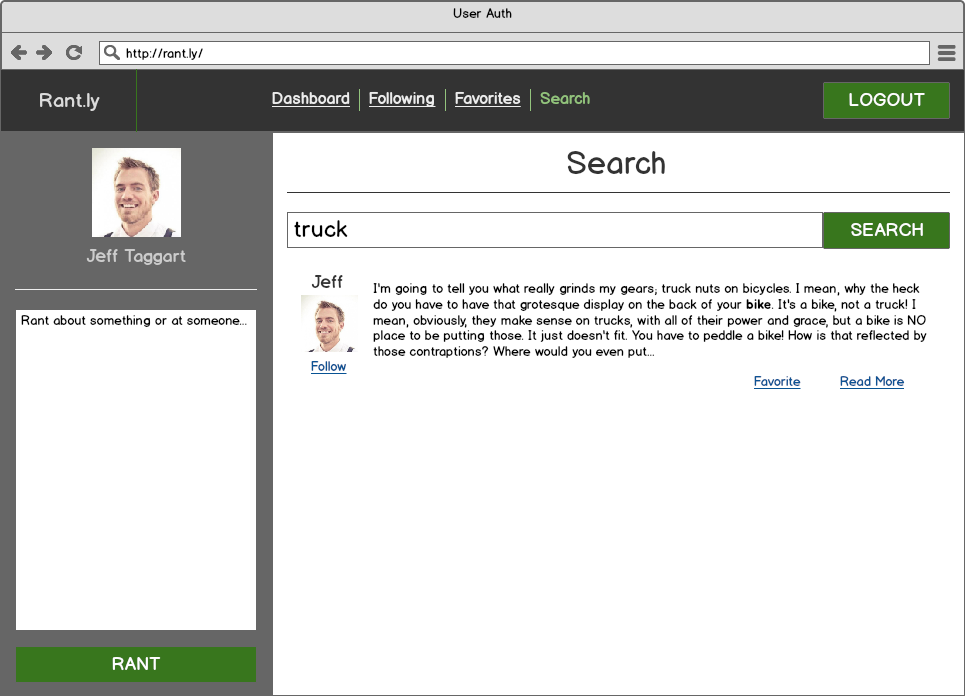 User Auth
http://rant.ly/
Rant.ly
Dashboard Following Favorites Search
LOGOUT
Jeff Taggart
Rant about something or at someone...
RANT
Search
truck
SEARCH
Jeff
Follow
I'm going to tell you what really grinds my gears; truck nuts on bicycles. I mean, why the heck
do you have to have that grotesque display on the back of your bike. It's a bike, not a truck! I
mean, obviously, they make sense on trucks, with all of their power and grace, but a bike is NO
place to be putting those. It just doesn't fit. You have to peddle a bike! How is that reflected by
those contraptions? Where would you even put...
Favorite Read More